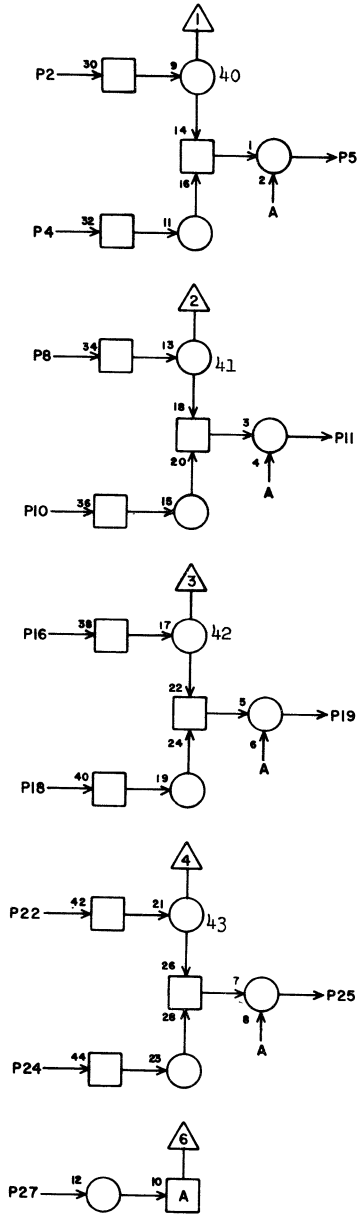 1
P2 30 9 40
14 1 P5
16 2
A
P4 32 11
2
P8 34 13 41
18 3 P11
20 4
A
P10 36 15
3
P16 38 17 42
22 5 P19
24 6
A
P18 40 19
4
P22 42 21 43
26 7 P25
28 8
A
P24 44 23
6
P27 12 10 A